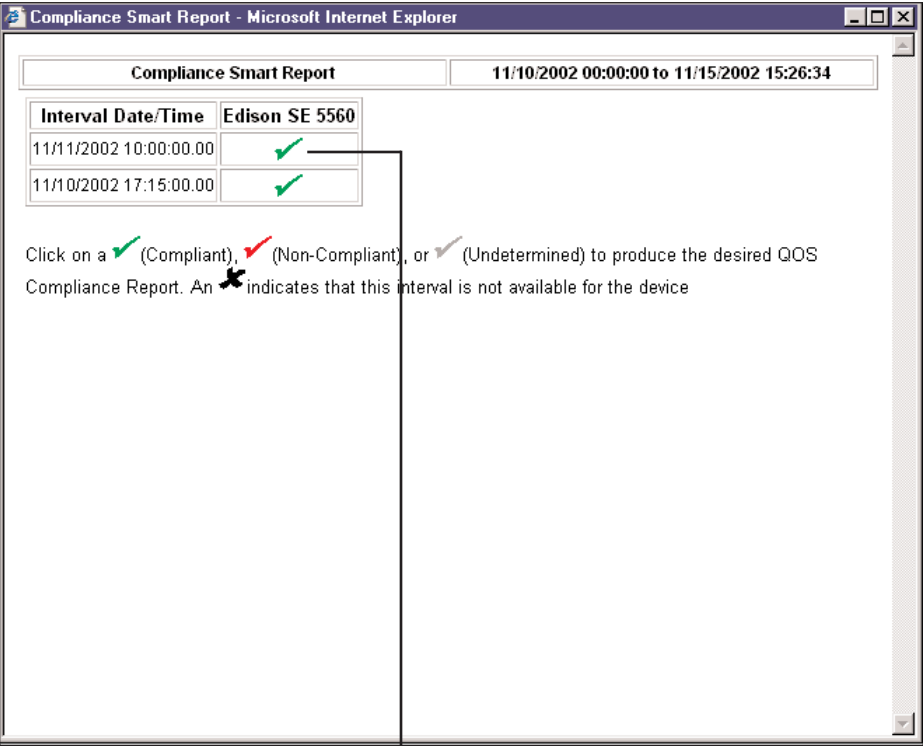 Compliance Smart Report - Microsoft Internet Explorer
Compliance Smart Report 11/10/2002 00:00:00 to 11/15/2002 15:26:34
Interval Date/Time Edison SE 5560
11/11/2002 10:00:00.00
11/10/2002 17:15:00.00
Click on a (Compliant), (Non-Compliant), or (Undetermined) to produce the desired QOS
Compliance Report. An indicates that this interval is not available for the device